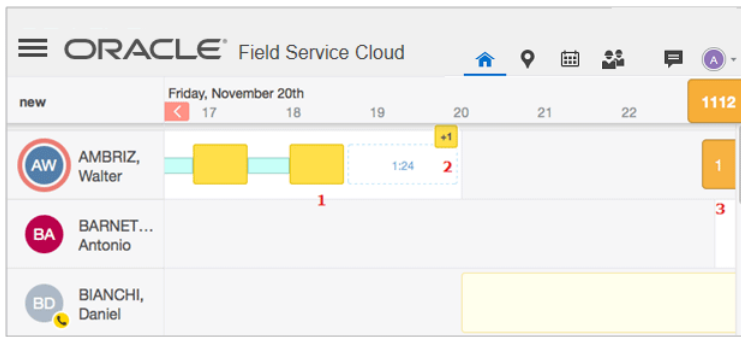 ORACLE® Field Service Cloud
A
new
Friday, November 20th
17 18 19 20 21 22
1112
+1
AW
AMBRIZ,
Walter
1:24
2
1
1
3
BA
BARNET...
Antonio
BD
BIANCHI,
Daniel